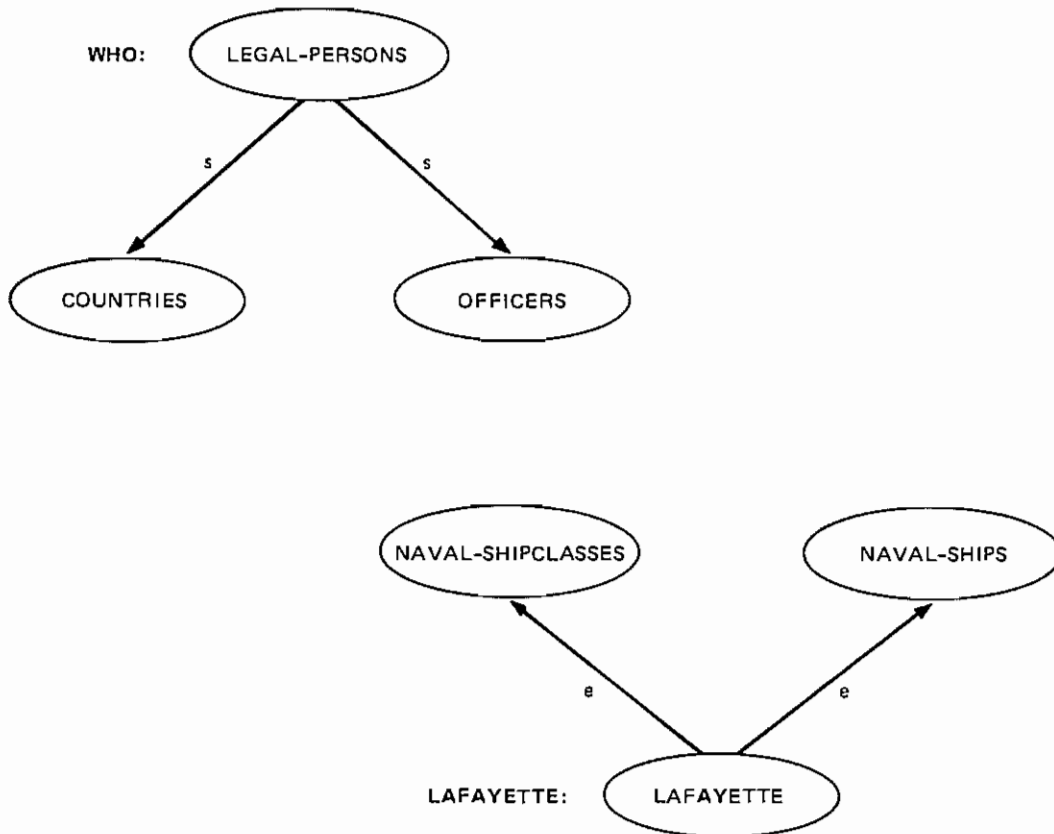 WHO: LEGAL-PERSONS
s s
COUNTRIES OFFICERS
NAVAL-SHIPCLASSES NAVAL-SHIPS
e e
LAFAYETTE: LAFAYETTE